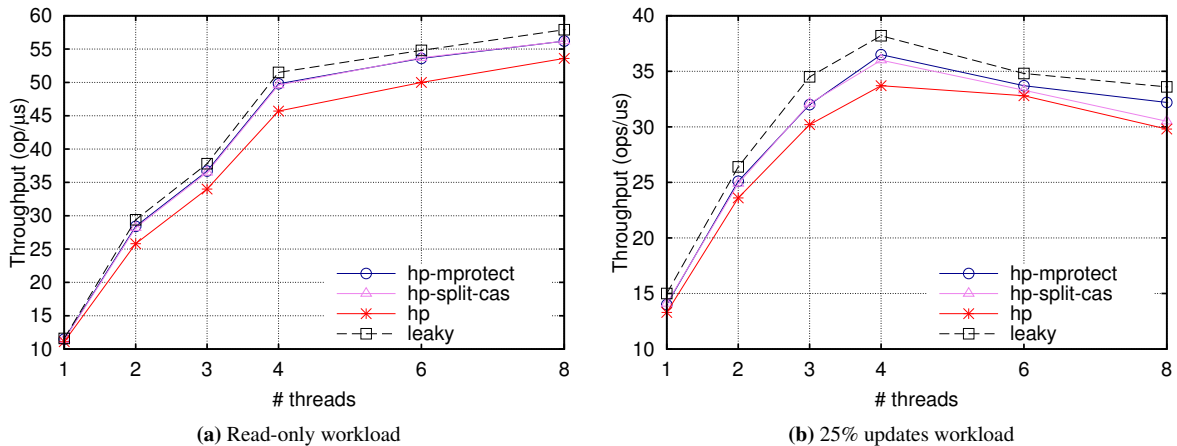 60
55
50
45
40
35
30
25
20
15
10
Throughput (op/µs)
1 2 3 4 6 8
# threads
hp-mprotect
hp-split-cas
hp
leaky
(a) Read-only workload
40
35
30
25
20
15
10
Throughput (ops/us)
1 2 3 4 6 8
# threads
hp-mprotect
hp-split-cas
hp
leaky
(b) 25% updates workload